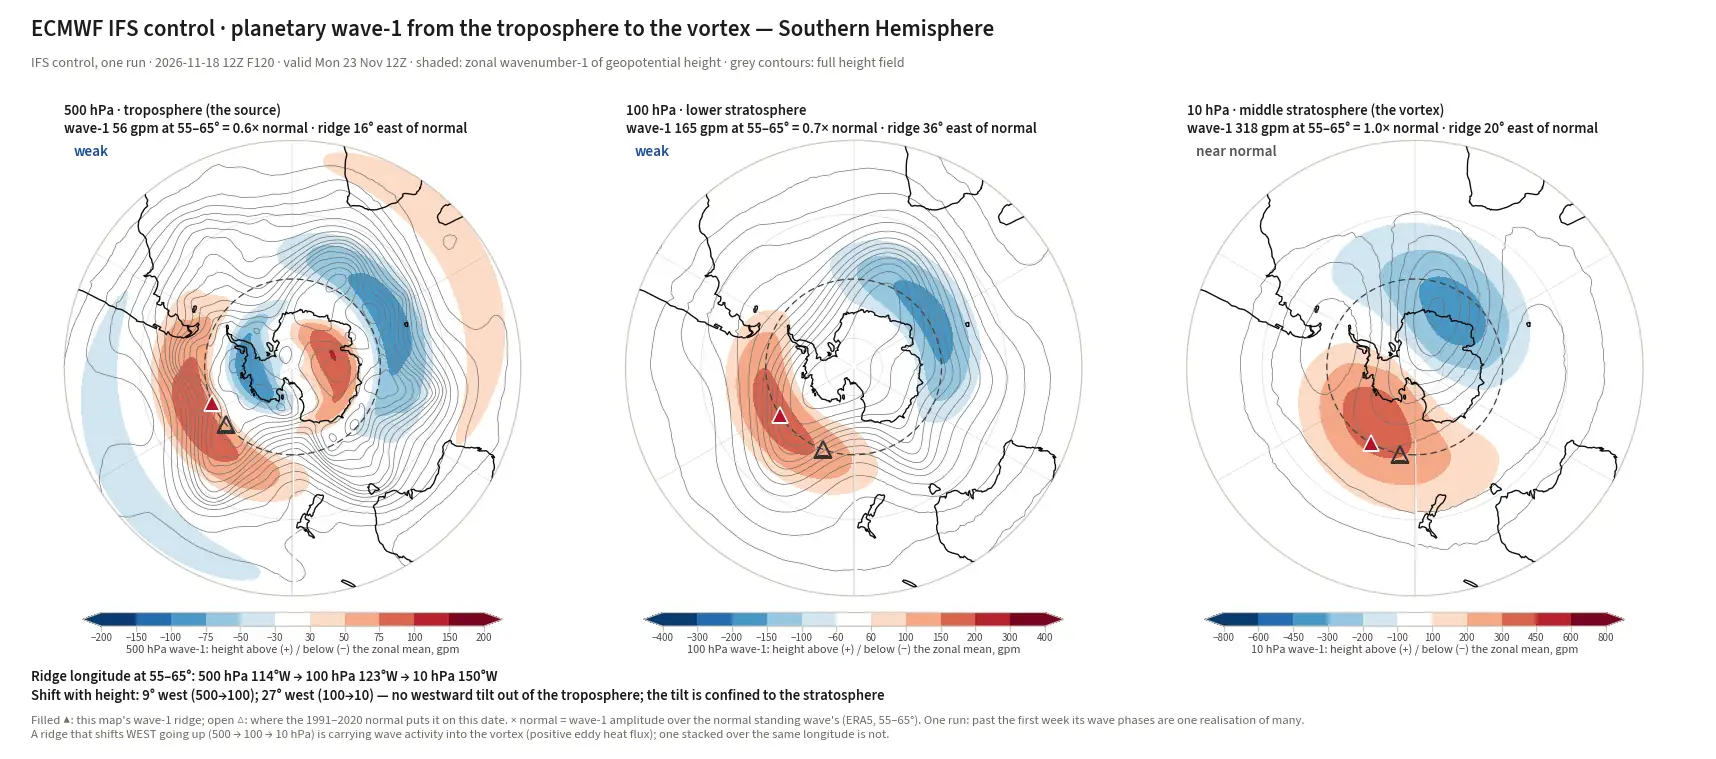 ECMWF IFS control · planetary wave-1 from the troposphere to the vortex — Southern Hemisphere
IFS control, one run · 2026-11-18 12Z F120 · valid Mon 23 Nov 12Z · shaded: zonal wavenumber-1 of geopotential height · grey contours: full height field
500 hPa · troposphere (the source)
wave-1 56 gpm at 55–65° = 0.6× normal · ridge 16° east of normal
weak
100 hPa · lower stratosphere
wave-1 165 gpm at 55–65° = 0.7× normal · ridge 36° east of normal
weak
10 hPa · middle stratosphere (the vortex)
wave-1 318 gpm at 55–65° = 1.0× normal · ridge 20° east of normal
near normal
−200 −150 −100 −75 −50 −30 30 50 75 100 150 200
500 hPa wave-1: height above (+) / below (−) the zonal mean, gpm
−400 −300 −200 −150 −100 −60 60 100 150 200 300 400
100 hPa wave-1: height above (+) / below (−) the zonal mean, gpm
−800 −600 −450 −300 −200 −100 100 200 300 450 600 800
10 hPa wave-1: height above (+) / below (−) the zonal mean, gpm
Ridge longitude at 55–65°: 500 hPa 114°W → 100 hPa 123°W → 10 hPa 150°W
Shift with height: 9° west (500→100); 27° west (100→10) — no westward tilt out of the troposphere; the tilt is confined to the stratosphere
Filled ▲: this map's wave-1 ridge; open △: where the 1991–2020 normal puts it on this date. × normal = wave-1 amplitude over the normal standing wave's (ERA5, 55–65°). One run: past the first week its wave phases are one realisation of many.
A ridge that shifts WEST going up (500 → 100 → 10 hPa) is carrying wave activity into the vortex (positive eddy heat flux); one stacked over the same longitude is not.